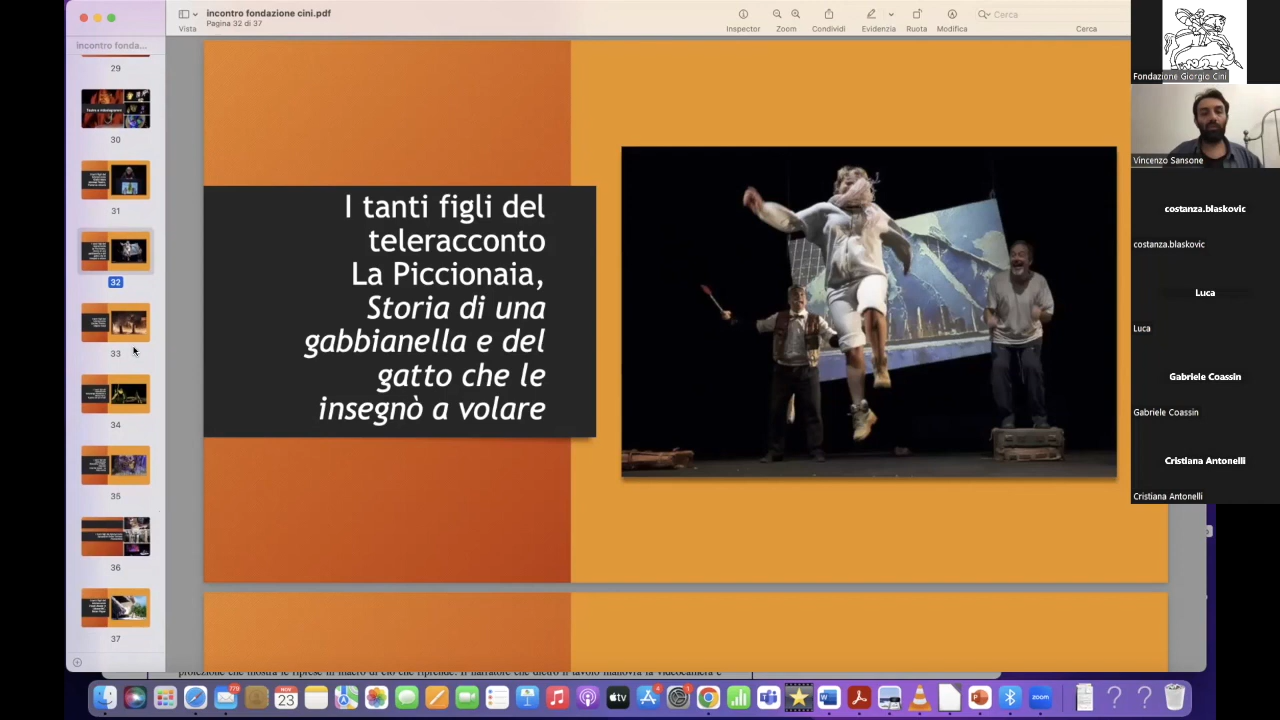 incontro fondazione cini.pdf
Pagina 32 di 37
Vista
Inspector
Zoom
Condividi
Evidenzia
Ruota
Modifica
Cerca
Cerca
incontro fonda...
29
30
31
32
33
34
35
36
37
I tanti figli del
teleracconto
La Piccionaia,
Storia di una
gabbianella e del
gatto che le
insegnò a volare
Fondazione Giorgio Cini
Vincenzo Sansone
costanza.blaskovic
costanza.blaskovic
Luca
Luca
Gabriele Coassin
Gabriele Coassin
Cristiana Antonelli
Cristiana Antonelli
NOV
23
tv
zoom